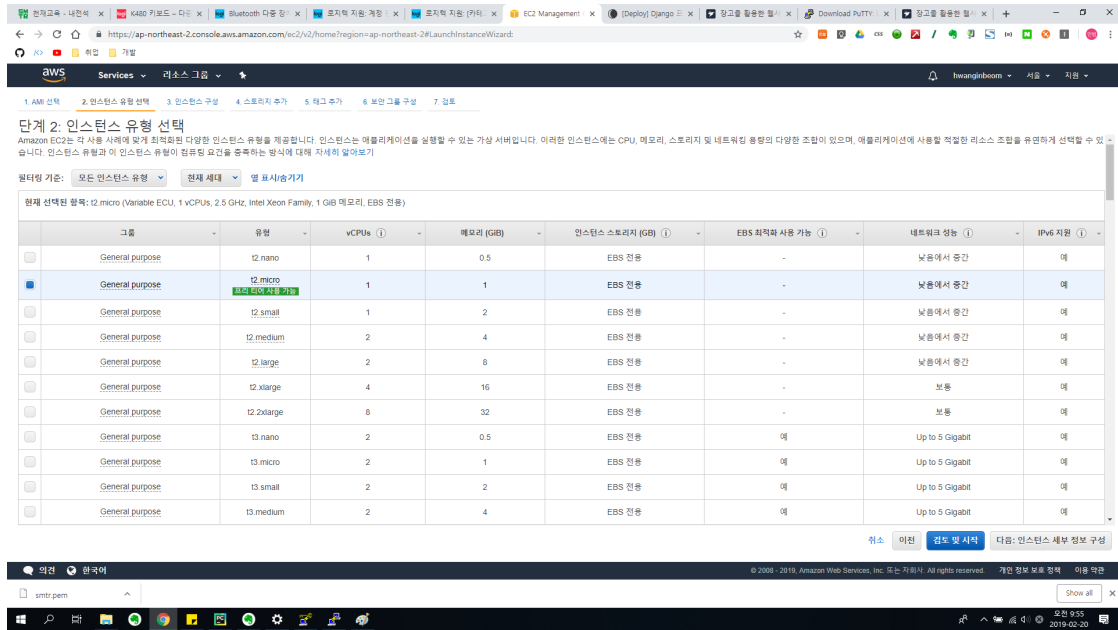 현재교육 - 내전석
K480 키보드 – 다중
Bluetooth 다중 장치
로지텍 지원: 계정
로지텍 지원: [카테
EC2 Management
[Deploy] Django 프
장고를 활용한 웹사
Download PuTTY:
장고를 활용한 웹사
https://ap-northeast-2.console.aws.amazon.com/ec2/v2/home?region=ap-northeast-2#LaunchInstanceWizard:
취업 개발
aws Services 리소스 그룹 hwanginbeom 서울 지원
1. AMI 선택 2. 인스턴스 유형 선택 3. 인스턴스 구성 4. 스토리지 추가 5. 태그 추가 6. 보안 그룹 구성 7. 검토
단계 2: 인스턴스 유형 선택
Amazon EC2는 각 사용 사례에 맞게 최적화된 다양한 인스턴스 유형을 제공합니다. 인스턴스는 애플리케이션을 실행할 수 있는 가상 서버입니다. 이러한 인스턴스에는 CPU, 메모리, 스토리지 및 네트워킹 용량의 다양한 조합이 있으며, 애플리케이션에 사용할 적절한 리소스 조합을 유연하게 선택할 수 있
습니다. 인스턴스 유형과 이 인스턴스 유형이 컴퓨팅 요건을 충족하는 방식에 대해 자세히 알아보기
필터링 기준: 모든 인스턴스 유형 현재 세대 열 표시/숨기기
현재 선택된 항목: t2.micro (Variable ECU, 1 vCPUs, 2.5 GHz, Intel Xeon Family, 1 GiB 메모리, EBS 전용)
그룹 유형 vCPUs 메모리 (GiB) 인스턴스 스토리지 (GB) EBS 최적화 사용 가능 네트워크 성능 IPv6 지원
General purpose t2.nano 1 0.5 EBS 전용 - 낮음에서 중간 예
General purpose t2.micro 프리 티어 사용 가능 1 1 EBS 전용 - 낮음에서 중간 예
General purpose t2.small 1 2 EBS 전용 - 낮음에서 중간 예
General purpose t2.medium 2 4 EBS 전용 - 낮음에서 중간 예
General purpose t2.large 2 8 EBS 전용 - 낮음에서 중간 예
General purpose t2.xlarge 4 16 EBS 전용 - 보통 예
General purpose t2.2xlarge 8 32 EBS 전용 - 보통 예
General purpose t3.nano 2 0.5 EBS 전용 예 Up to 5 Gigabit 예
General purpose t3.micro 2 1 EBS 전용 예 Up to 5 Gigabit 예
General purpose t3.small 2 2 EBS 전용 예 Up to 5 Gigabit 예
General purpose t3.medium 2 4 EBS 전용 예 Up to 5 Gigabit 예
취소 이전 검토 및 시작 다음: 인스턴스 세부 정보 구성
의견 한국어 © 2008 - 2019, Amazon Web Services, Inc. 또는 자회사. All rights reserved. 개인 정보 보호 정책 이용 약관
smtr.pem Show all
오전 9:55
2019-02-20